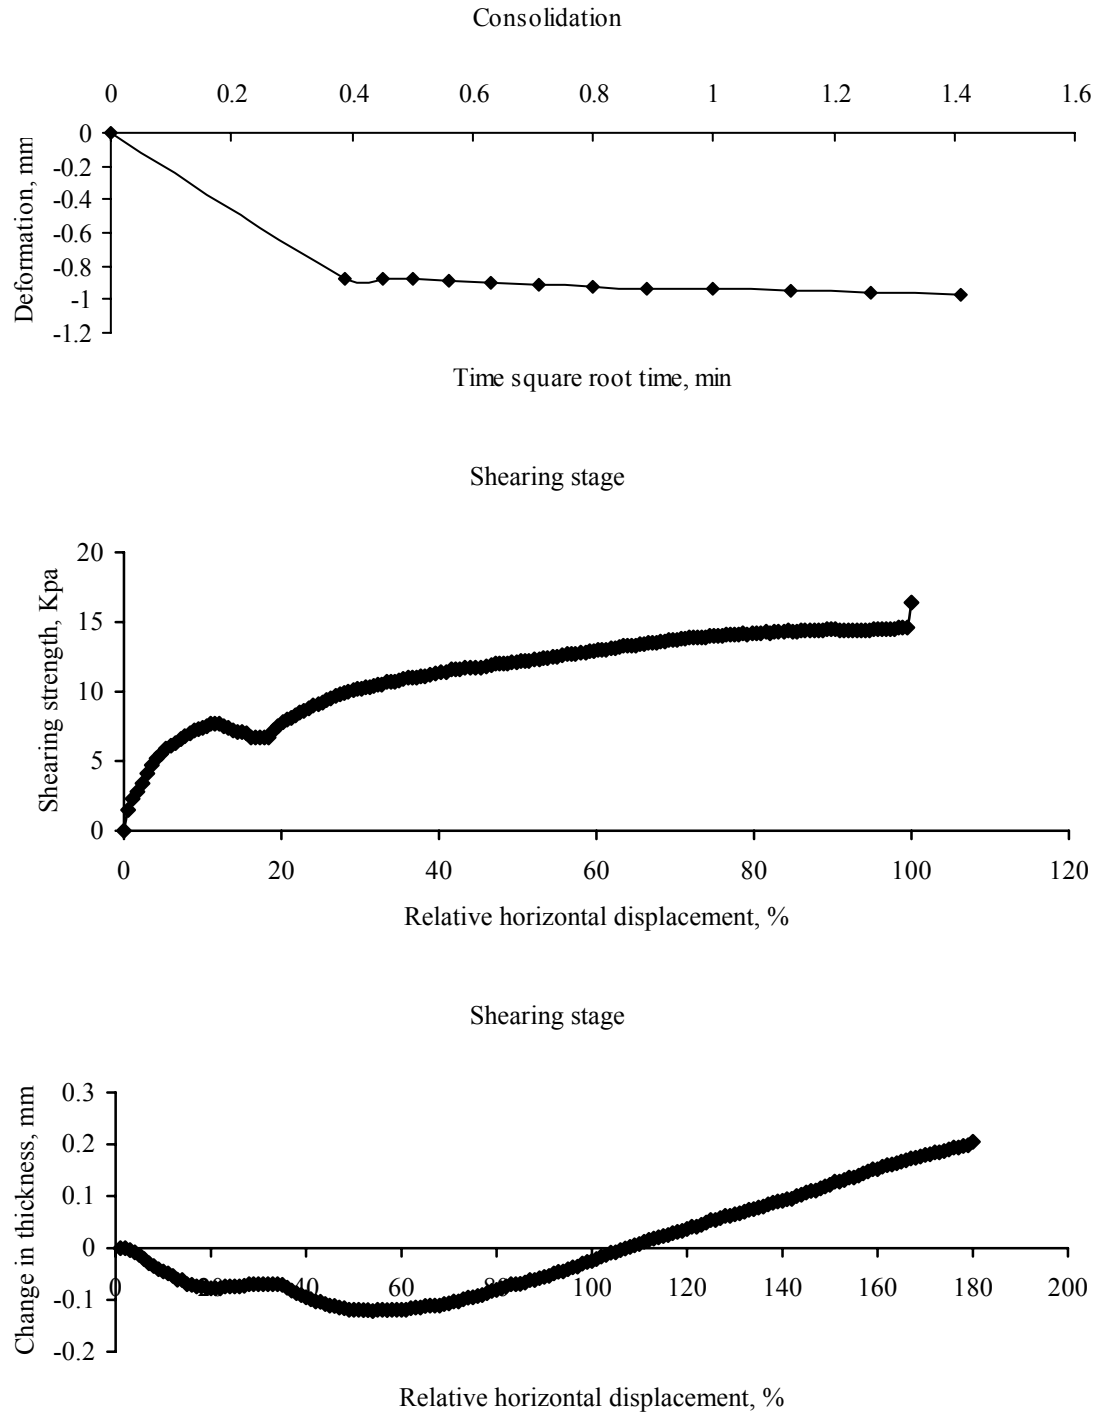 Consolidation
0 0.2 0.4 0.6 0.8 1 1.2 1.4 1.6
Deformation, mm
0
-0.2
-0.4
-0.6
-0.8
-1
-1.2
Time square root time, min
Shearing stage
Shearing strength, Kpa
20
15
10
5
0
0 20 40 60 80 100 120
Relative horizontal displacement, %
Shearing stage
Change in thickness, mm
0.3
0.2
0.1
0
-0.1
-0.2
0 20 40 60 80 100 120 140 160 180 200
Relative horizontal displacement, %